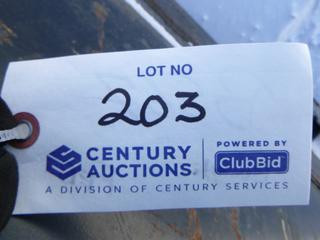 LOT NO
203
CENTURY AUCTIONS
POWERED BY
ClubBid
A DIVISION OF CENTURY SERVICES